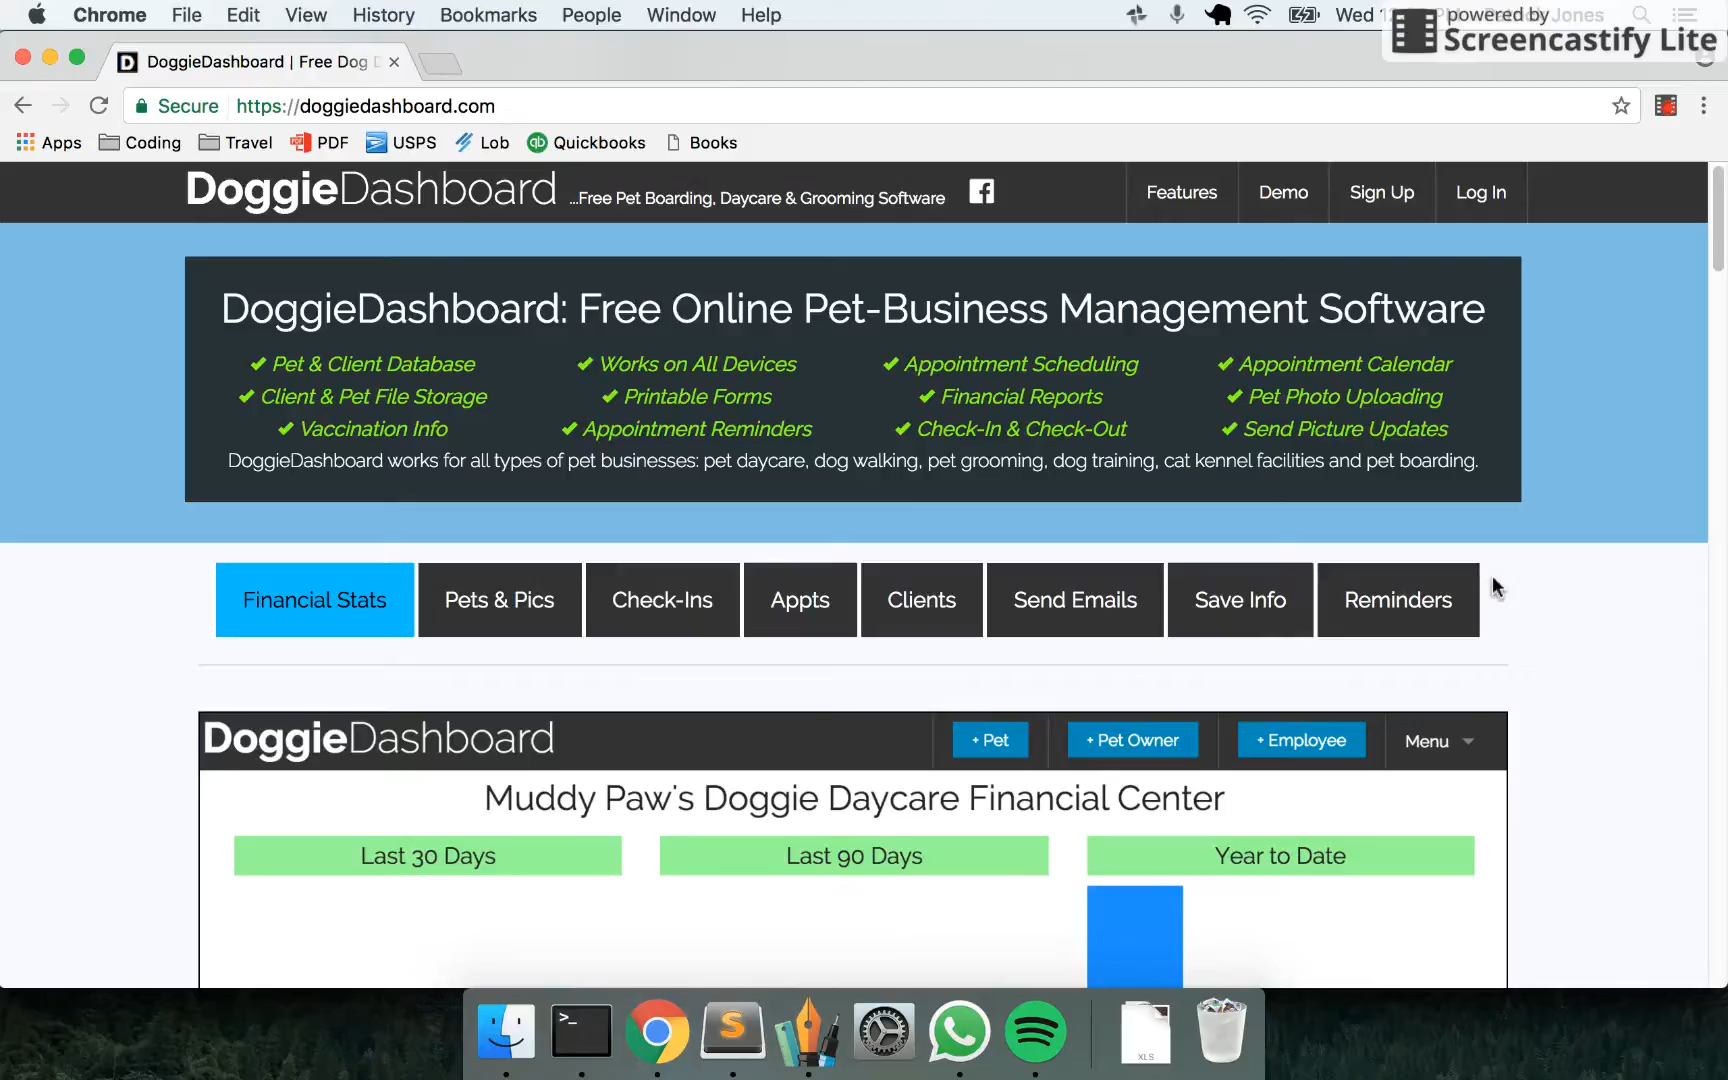 Chrome File Edit View History Bookmarks People Window Help Wed Jones
powered by
Screencastify Lite
DoggieDashboard | Free Dog
Secure https://doggiedashboard.com
Apps Coding Travel PDF USPS Lob Quickbooks Books
DoggieDashboard ...Free Pet Boarding, Daycare & Grooming Software Features Demo Sign Up Log In
DoggieDashboard: Free Online Pet-Business Management Software
✔ Pet & Client Database ✔ Works on All Devices ✔ Appointment Scheduling ✔ Appointment Calendar
✔ Client & Pet File Storage ✔ Printable Forms ✔ Financial Reports ✔ Pet Photo Uploading
✔ Vaccination Info ✔ Appointment Reminders ✔ Check-In & Check-Out ✔ Send Picture Updates
DoggieDashboard works for all types of pet businesses: pet daycare, dog walking, pet grooming, dog training, cat kennel facilities and pet boarding.
Financial Stats Pets & Pics Check-Ins Appts Clients Send Emails Save Info Reminders
DoggieDashboard + Pet + Pet Owner + Employee Menu
Muddy Paw's Doggie Daycare Financial Center
Last 30 Days Last 90 Days Year to Date
XLS